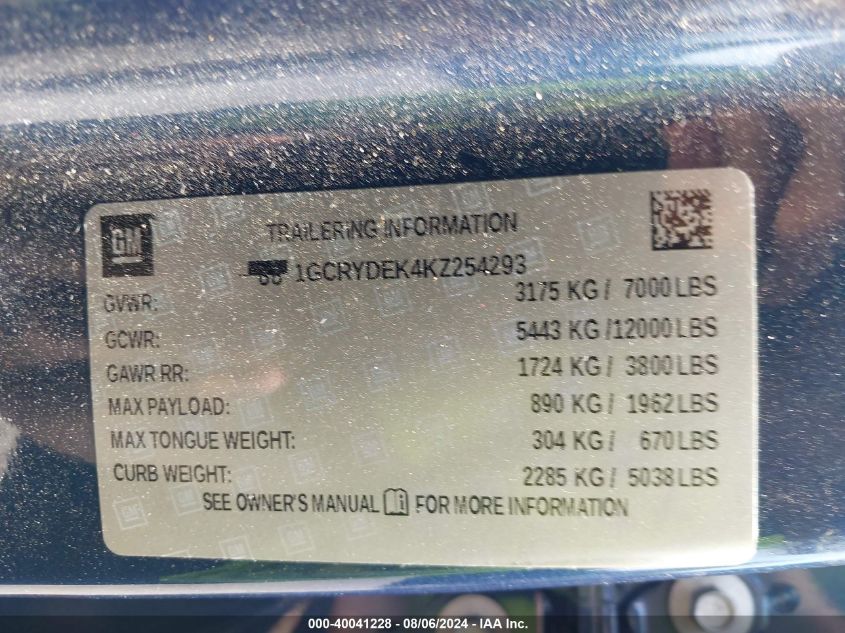 GM
TRAILERING INFORMATION
1GCRYDEK4KZ254293
GVWR: 3175 KG / 7000 LBS
GCWR: 5443 KG /12000 LBS
GAWR RR: 1724 KG / 3800 LBS
MAX PAYLOAD: 890 KG / 1962 LBS
MAX TONGUE WEIGHT: 304 KG / 670 LBS
CURB WEIGHT: 2285 KG / 5038 LBS
SEE OWNER'S MANUAL FOR MORE INFORMATION
000-40041228 - 08/06/2024 - IAA Inc.